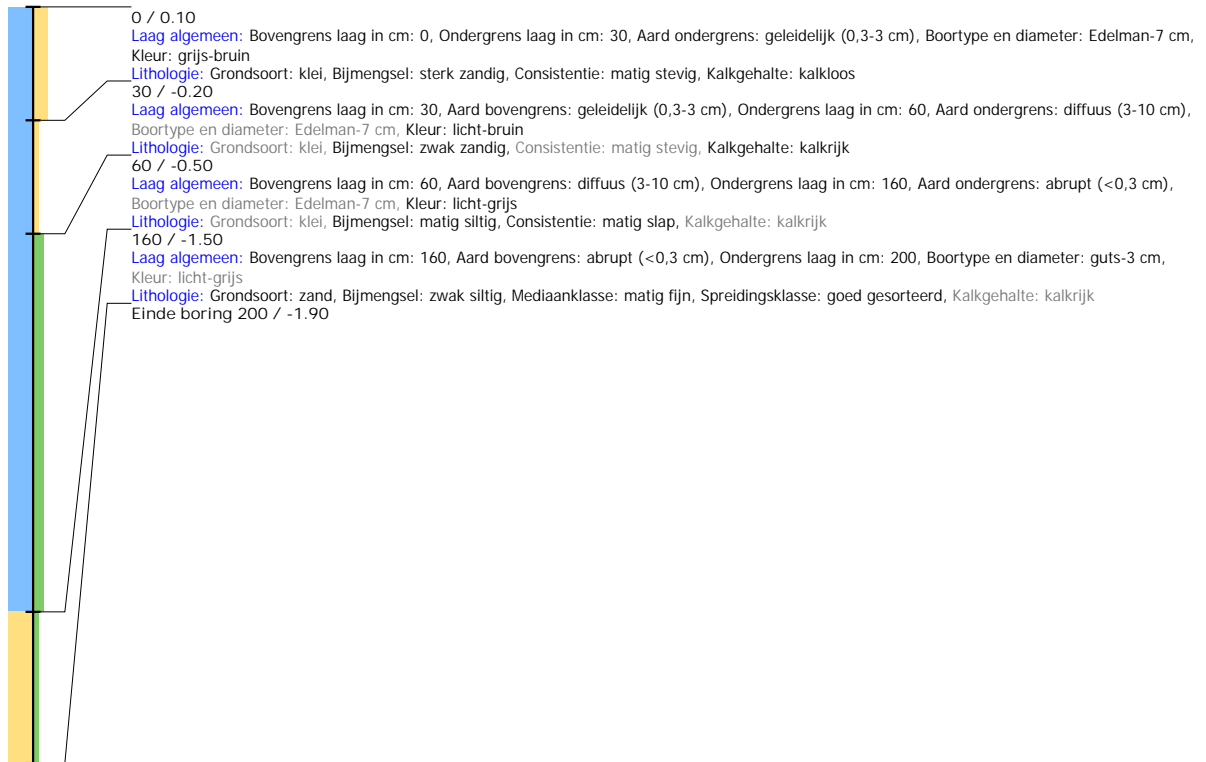 0 / 0.10
Laag algemeen: Bovengrens laag in cm: 0, Ondergrens laag in cm: 30, Aard ondergrens: geleidelijk (0,3-3 cm), Boortype en diameter: Edelman-7 cm,
Kleur: grijs-bruin
Lithologie: Grondsoort: klei, Bijmengsel: sterk zandig, Consistentie: matig stevig, Kalkgehalte: kalkloos
30 / -0.20
Laag algemeen: Bovengrens laag in cm: 30, Aard bovengrens: geleidelijk (0,3-3 cm), Ondergrens laag in cm: 60, Aard ondergrens: diffuus (3-10 cm),
Boortype en diameter: Edelman-7 cm, Kleur: licht-bruin
Lithologie: Grondsoort: klei, Bijmengsel: zwak zandig, Consistentie: matig stevig, Kalkgehalte: kalkrijk
60 / -0.50
Laag algemeen: Bovengrens laag in cm: 60, Aard bovengrens: diffuus (3-10 cm), Ondergrens laag in cm: 160, Aard ondergrens: abrupt (<0,3 cm),
Boortype en diameter: Edelman-7 cm, Kleur: licht-grijs
Lithologie: Grondsoort: klei, Bijmengsel: matig siltig, Consistentie: matig slap, Kalkgehalte: kalkrijk
160 / -1.50
Laag algemeen: Bovengrens laag in cm: 160, Aard bovengrens: abrupt (<0,3 cm), Ondergrens laag in cm: 200, Boortype en diameter: guts-3 cm,
Kleur: licht-grijs
Lithologie: Grondsoort: zand, Bijmengsel: zwak siltig, Mediaanklasse: matig fijn, Spreidingsklasse: goed gesorteerd, Kalkgehalte: kalkrijk
Einde boring 200 / -1.90